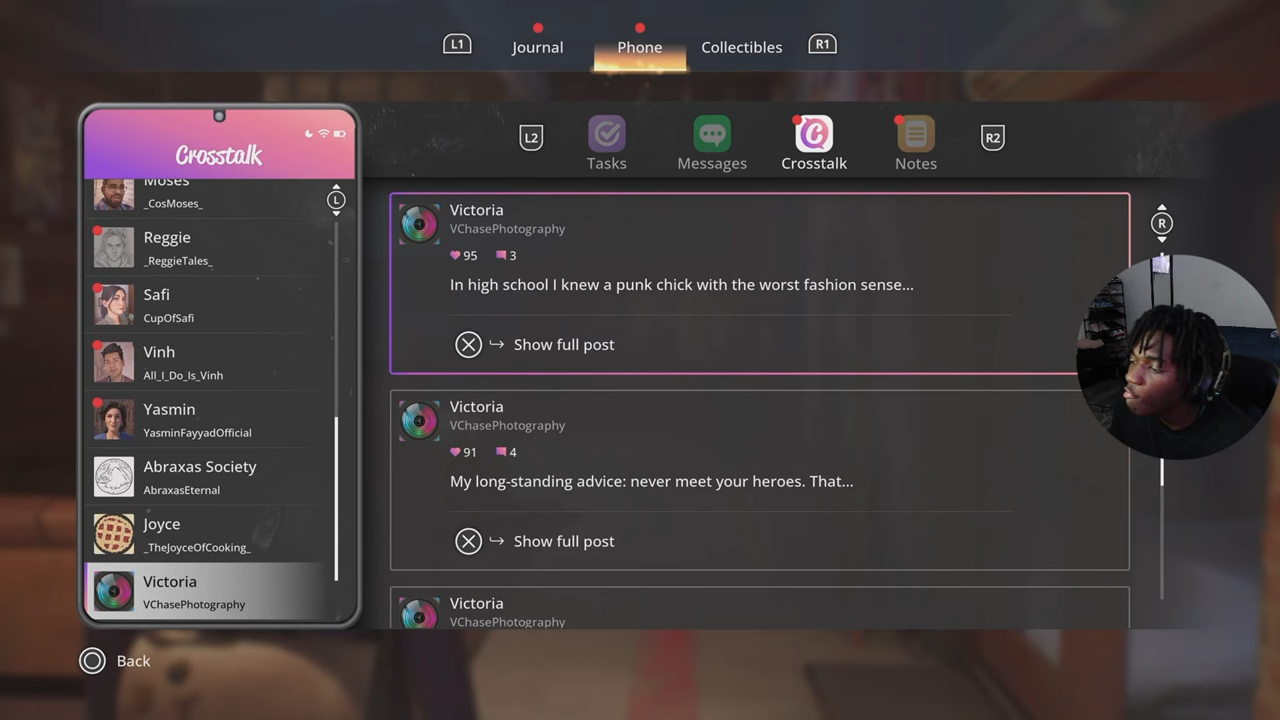 L1
Journal
Phone
Collectibles
R1
Crosstalk
L2
Tasks
Messages
Crosstalk
Notes
R2
L
Moses
_CosMoses_
Reggie
_ReggieTales_
Safi
CupOfSafi
Vinh
All_I_Do_Is_Vinh
Yasmin
YasminFayyadOfficial
Abraxas Society
AbraxasEternal
Joyce
_TheJoyceOfCooking_
Victoria
VChasePhotography
Victoria
VChasePhotography
95 3
In high school I knew a punk chick with the worst fashion sense...
Show full post
Victoria
VChasePhotography
91 4
My long-standing advice: never meet your heroes. That...
Show full post
Victoria
VChasePhotography
R
Back